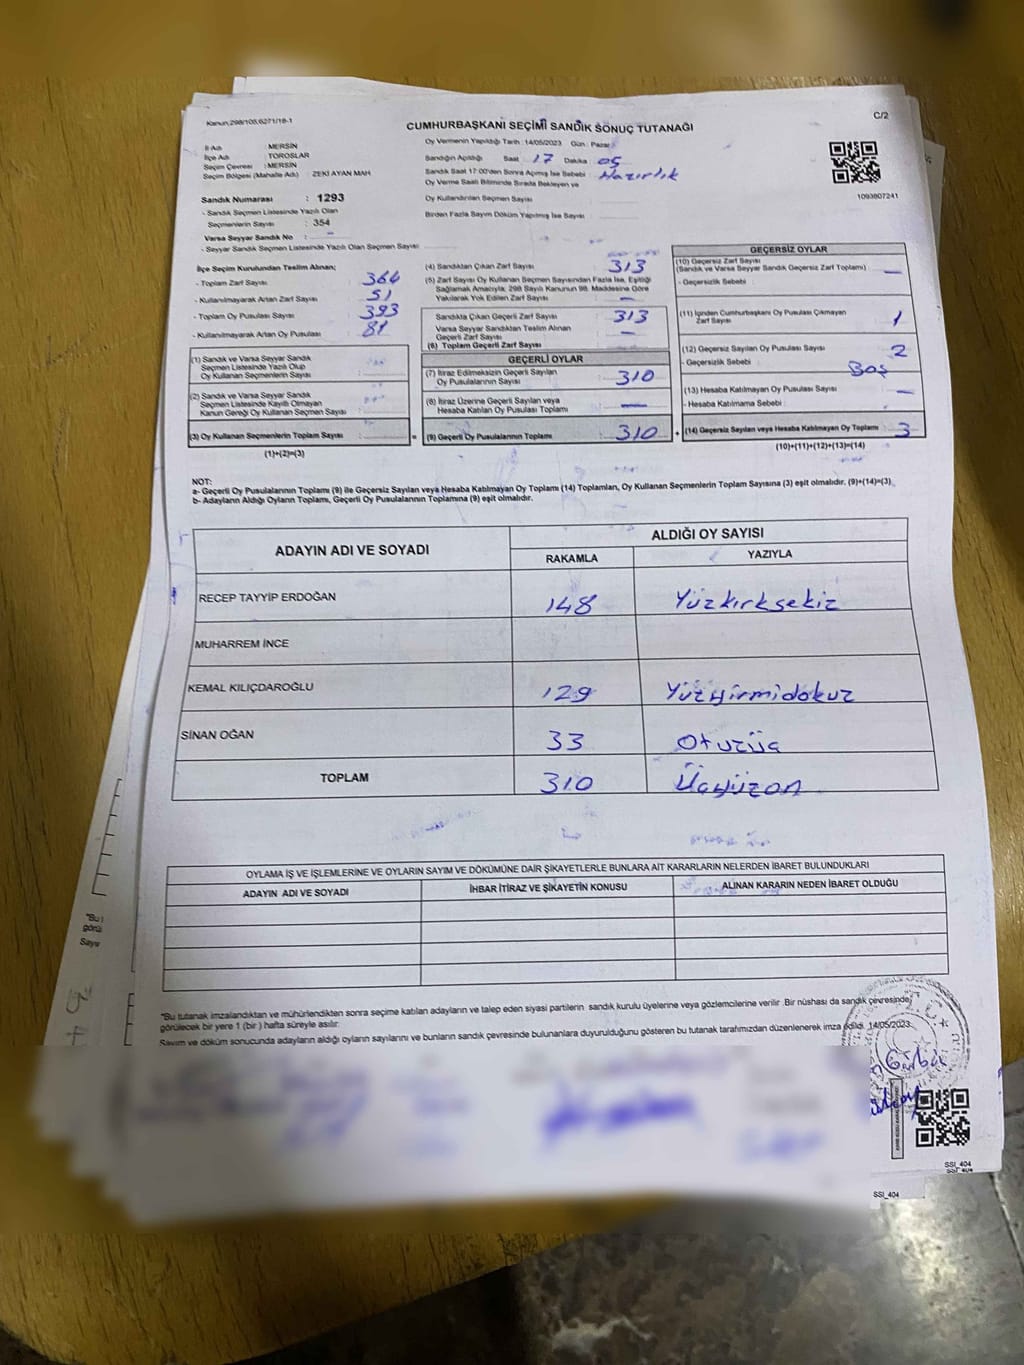 Kanun;298/105,6271/18-1
C/2
CUMHURBAŞKANI SEÇİMİ SANDIK SONUÇ TUTANAĞI
İl Adı : MERSİN
İlçe Adı : TOROSLAR
Seçim Çevresi : MERSİN
Seçim Bölgesi (Mahalle Adı) : ZEKİ AYAN MAH
Sandık Numarası : 1293
- Sandık Seçmen Listesinde Yazılı Olan
Seçmenlerin Sayısı : 354
Varsa Seyyar Sandık No : -
- Seyyar Sandık Seçmen Listesinde Yazılı Olan Seçmen Sayısı
Oy Vermenin Yapıldığı Tarih : 14/05/2023 Gün : Pazar
Sandığın Açıldığı Saat 17 Dakika 05
Sandık Saat 17:00'den Sonra Açılmış İse Sebebi : Hazırlık
Oy Verme Saati Bitiminde Sırada Bekleyen ve
Oy Kullandırılan Seçmen Sayısı :
Birden Fazla Sayım Döküm Yapılmış İse Sayısı :
1093807241
İlçe Seçim Kurulundan Teslim Alınan;
- Toplam Zarf Sayısı : 364
- Kullanılmayarak Artan Zarf Sayısı : 51
- Toplam Oy Pusulası Sayısı : 393
- Kullanılmayarak Artan Oy Pusulası :
(1) Sandık ve Varsa Seyyar Sandık
Seçmen Listesinde Yazılı Olup
Oy Kullanan Seçmenlerin Sayısı :
(2) Sandık ve Varsa Seyyar Sandık
Seçmen Listesinde Kayıtlı Olmayan
Kanun Gereği Oy Kullanan Seçmen Sayısı :
(3) Oy Kullanan Seçmenlerin Toplam Sayısı : =
(1)+(2)=(3)
(4) Sandıktan Çıkan Zarf Sayısı : 313
(5) Zarf Sayısı Oy Kullanan Seçmen Sayısından Fazla İse, Eşitliği
Sağlamak Amacıyla, 298 Sayılı Kanunun 98. Maddesine Göre
Yakılarak Yok Edilen Zarf Sayısı : -
Sandıkta Çıkan Geçerli Zarf Sayısı : 313
Varsa Seyyar Sandıktan Teslim Alınan
Geçerli Zarf Sayısı : -
(6) Toplam Geçerli Zarf Sayısı :
GEÇERLİ OYLAR
(7) İtiraz Edilmeksizin Geçerli Sayılan
Oy Pusulalarının Sayısı : 310
(8) İtiraz Üzerine Geçerli Sayılan veya
Hesaba Katılan Oy Pusulası Toplamı : -
(9) Geçerli Oy Pusulalarının Toplamı : 310 +
GEÇERSİZ OYLAR
(10) Geçersiz Zarf Sayısı
(Sandık ve Varsa Seyyar Sandık Geçersiz Zarf Toplamı) : -
- Geçersizlik Sebebi :
(11) İçinden Cumhurbaşkanı Oy Pusulası Çıkmayan
Zarf Sayısı : 1
(12) Geçersiz Sayılan Oy Pusulası Sayısı : 2
- Geçersizlik Sebebi : Boş
(13) Hesaba Katılmayan Oy Pusulası Sayısı : -
- Hesaba Katılmama Sebebi :
(14) Geçersiz Sayılan veya Hesaba Katılmayan Oy Toplamı : 3
(10)+(11)+(12)+(13)=(14)
NOT:
a- Geçerli Oy Pusulalarının Toplamı (9) ile Geçersiz Sayılan veya Hesaba Katılmayan Oy Toplamı (14) Toplamları, Oy Kullanan Seçmenlerin Toplam Sayısına (3) eşit olmalıdır. (9)+(14)=(3)
b- Adayların Aldığı Oyların Toplamı, Geçerli Oy Pusulalarının Toplamına (9) eşit olmalıdır.
ADAYIN ADI VE SOYADI
ALDIĞI OY SAYISI
RAKAMLA YAZIYLA
RECEP TAYYİP ERDOĞAN 148 Yüzkırksekiz
MUHARREM İNCE
KEMAL KILIÇDAROĞLU 129 Yüzyirmidokuz
SİNAN OĞAN 33 Otuzüç
TOPLAM 310 Üçyüzon
OYLAMA İŞ VE İŞLEMLERİNE VE OYLARIN SAYIM VE DÖKÜMÜNE DAİR ŞİKAYETLERLE BUNLARA AİT KARARLARIN NELERDEN İBARET BULUNDUKLARI
ADAYIN ADI VE SOYADI İHBAR İTİRAZ VE ŞİKAYETİN KONUSU ALINAN KARARIN NEDEN İBARET OLDUĞU
"Bu tutanak imzalandıktan ve mühürlendikten sonra seçime katılan adayların ve talep eden siyasi partilerin sandık kurulu üyelerine veya gözlemcilerine verilir .Bir nüshası da sandık çevresinde
görülecek bir yere 1 (bir ) hafta süreyle asılır.
Sayım ve döküm sonucunda adayların aldığı oyların sayılarını ve bunların sandık çevresinde bulunanlara duyurulduğunu gösteren bu tutanak tarafımızdan düzenlenerek imza edildi. 14/05/2023
SSI_404
SSI_404
SSI_404